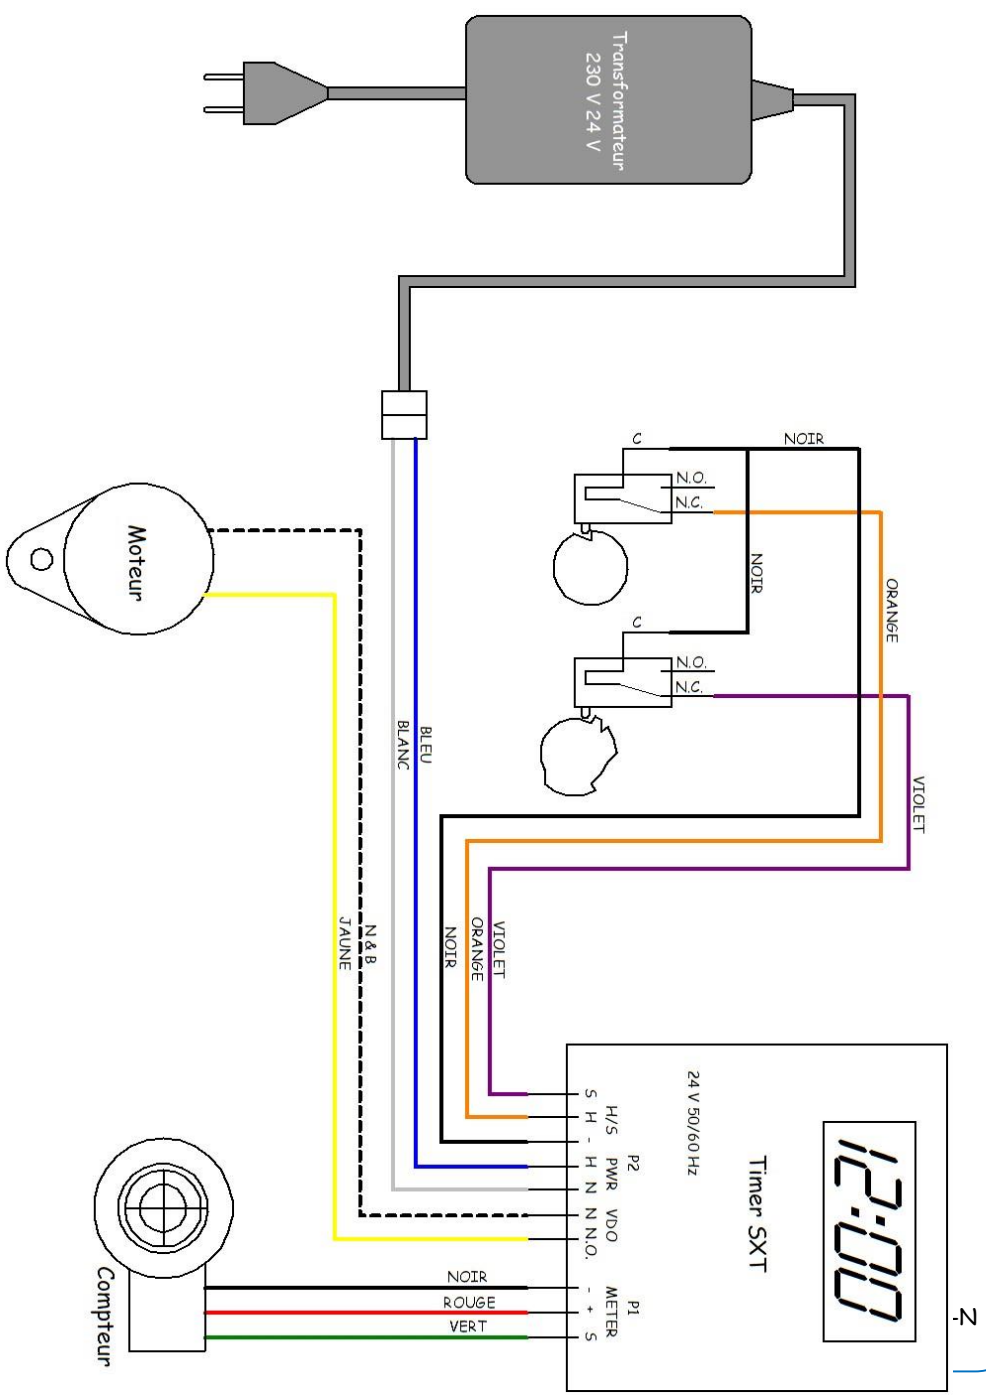 Transformateur
230 V 24 V
C
NOIR
N.O.
N.C.
NOIR
ORANGE
C
N.O.
N.C.
VIOLET
Moteur
BLEU
BLANC
N & B
JAUNE
VIOLET
ORANGE
NOIR
24 V 50/60 Hz
Timer SXT
12:00
P2
H/S
S
H
-
PWR
H
N
VDO
N
N.O.
P1
METER
-
+
S
NOIR
ROUGE
VERT
Compteur
-N